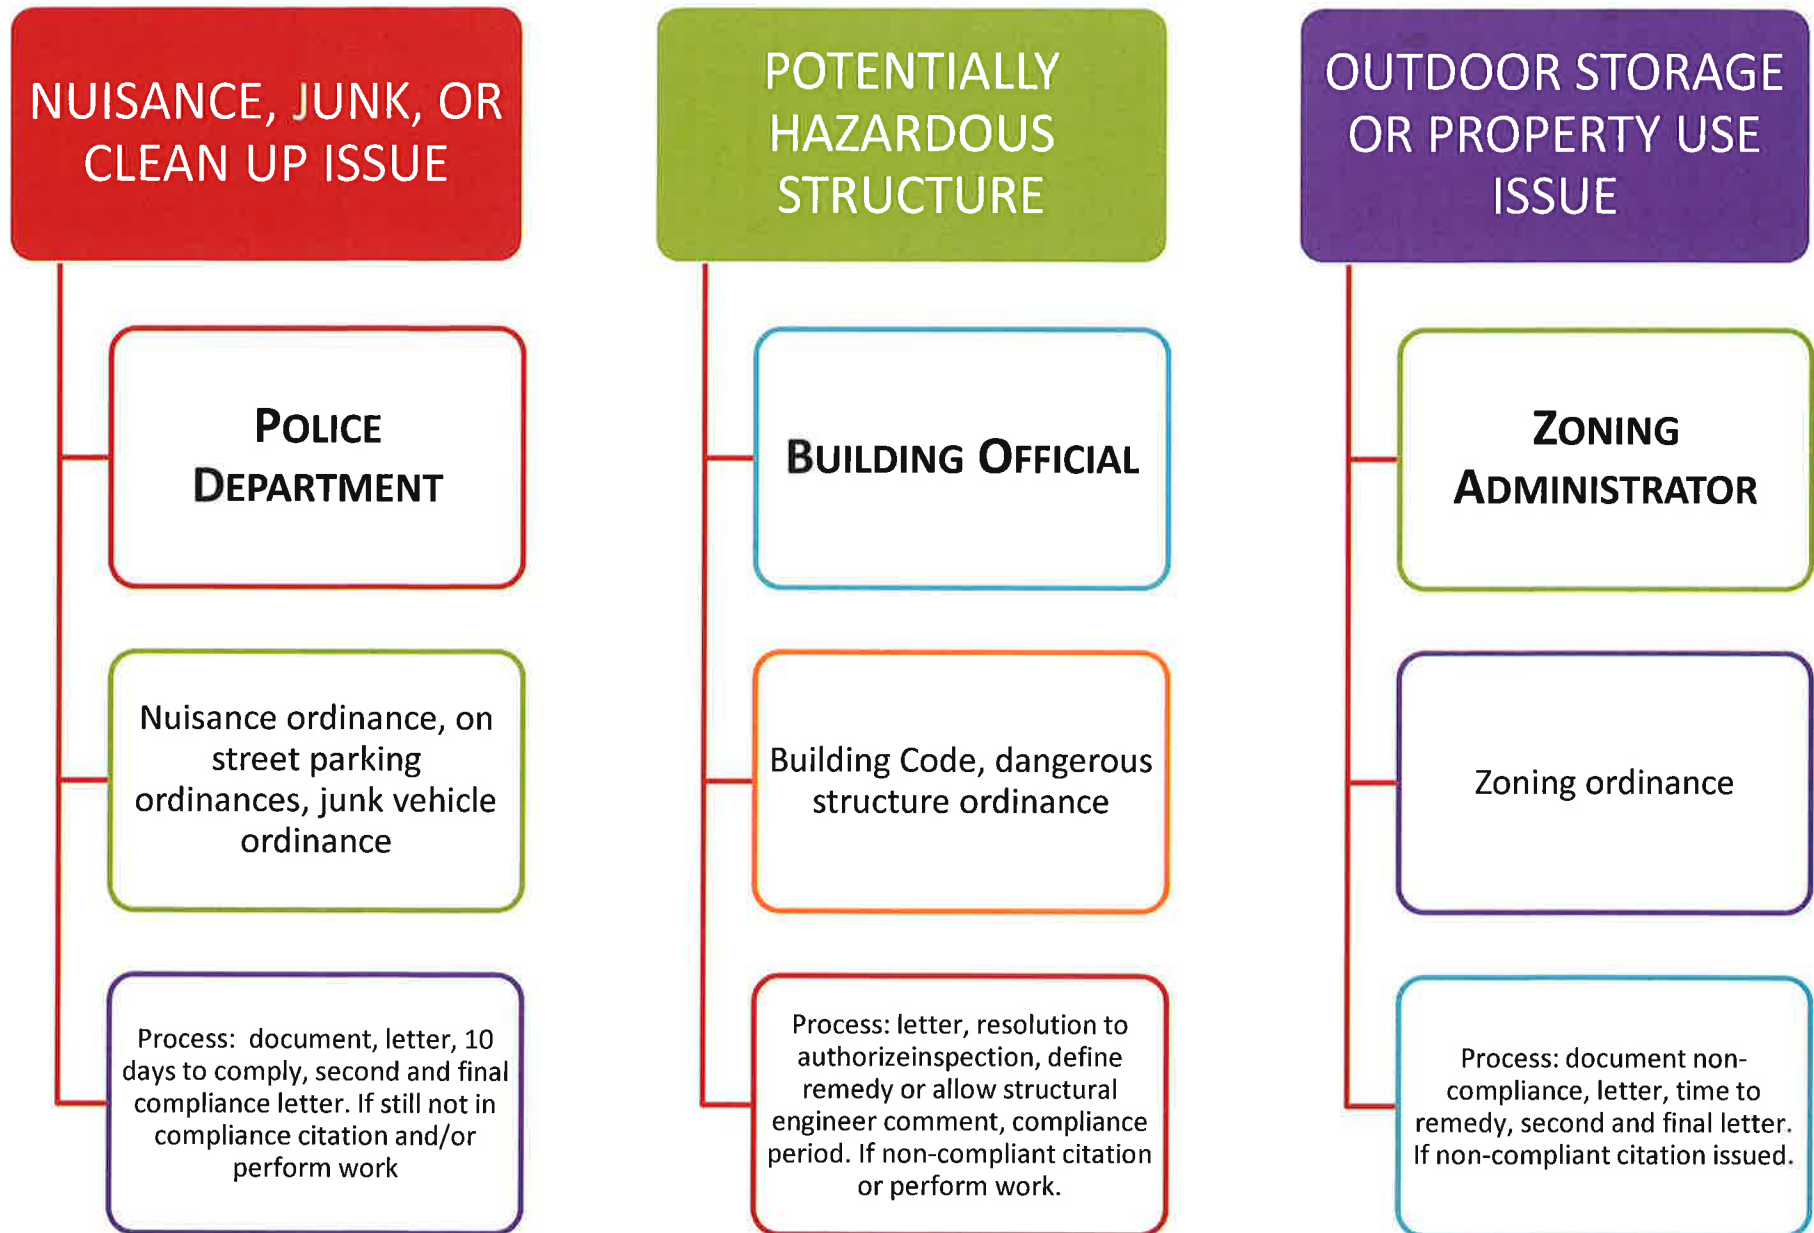 NUISANCE, JUNK, OR
CLEAN UP ISSUE
POLICE
DEPARTMENT
Nuisance ordinance, on
street parking
ordinances, junk vehicle
ordinance
Process:  document, letter, 10
days to comply, second and final
compliance letter. If still not in
compliance citation and/or
perform work
POTENTIALLY
HAZARDOUS
STRUCTURE
BUILDING OFFICIAL
Building Code, dangerous
structure ordinance
Process: letter, resolution to
authorizeinspection, define
remedy or allow structural
engineer comment, compliance
period. If non-compliant citation
or perform work.
OUTDOOR STORAGE
OR PROPERTY USE
ISSUE
ZONING
ADMINISTRATOR
Zoning ordinance
Process: document non-
compliance, letter, time to
remedy, second and final letter.
If non-compliant citation issued.